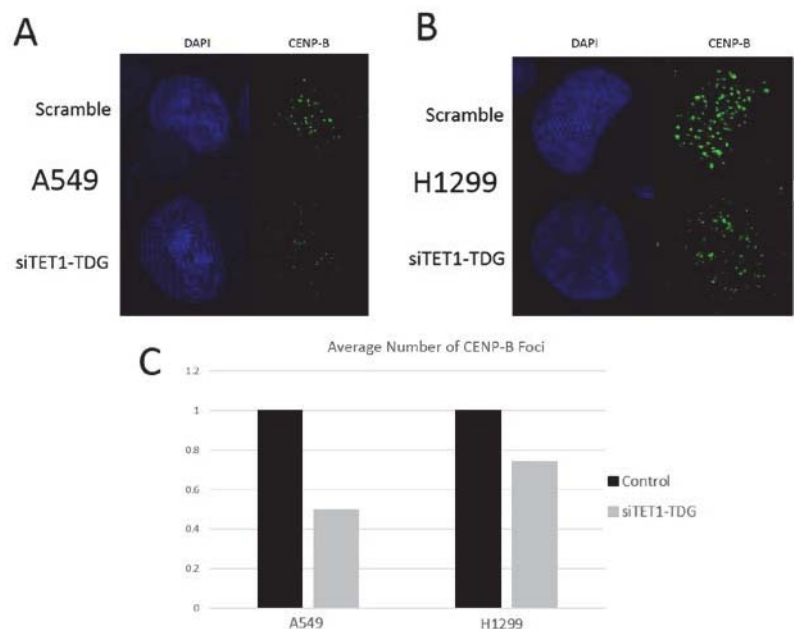 A
DAPI
CENP-B
Scramble
A549
siTET1-TDG
B
DAPI
CENP-B
Scramble
H1299
siTET1-TDG
C
Average Number of CENP-B Foci
1.2
1
0.8
0.6
0.4
0.2
0
A549
H1299
Control
siTET1-TDG